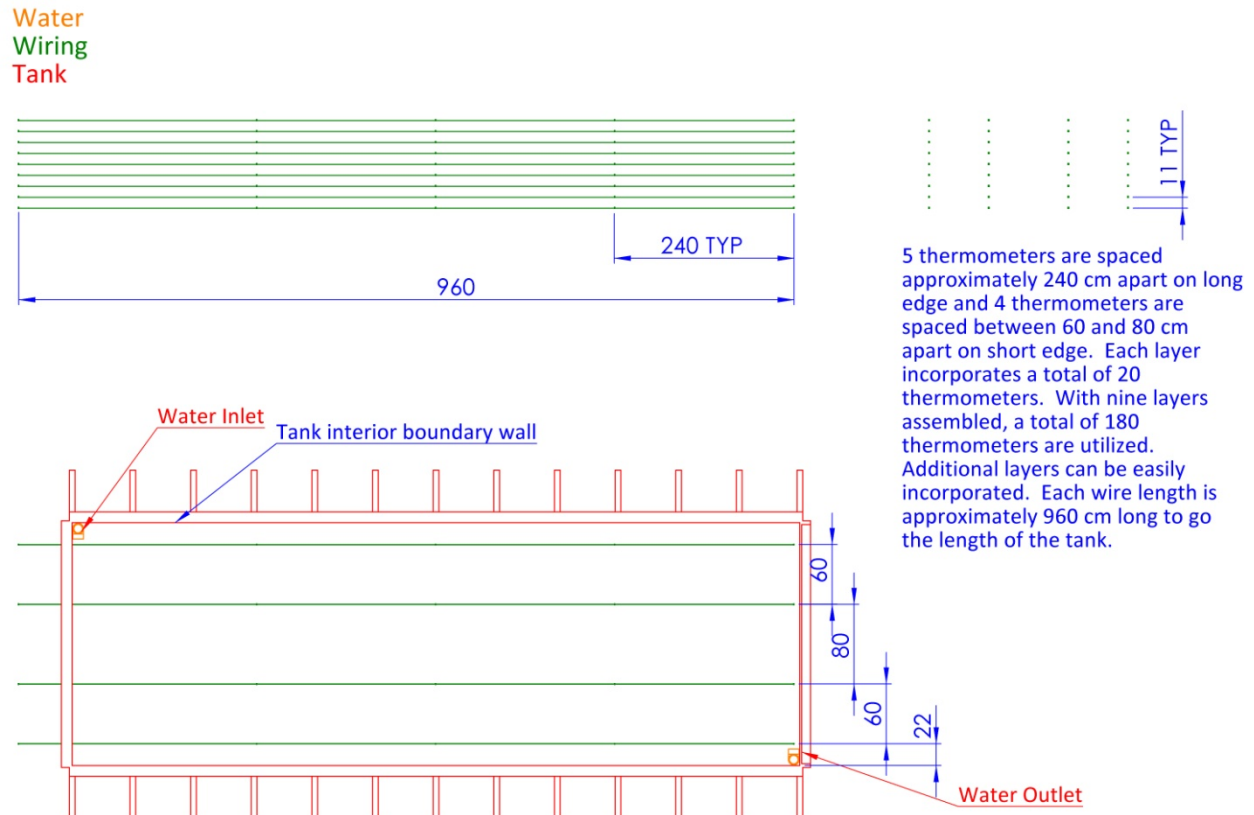 Water
Wiring
Tank
11 TYP
240 TYP
960
5 thermometers are spaced
approximately 240 cm apart on long
edge and 4 thermometers are
spaced between 60 and 80 cm
apart on short edge.  Each layer
incorporates a total of 20
thermometers.  With nine layers
assembled, a total of 180
thermometers are utilized.
Additional layers can be easily
incorporated.  Each wire length is
approximately 960 cm long to go
the length of the tank.
Water Inlet
Tank interior boundary wall
60
80
60
22
Water Outlet